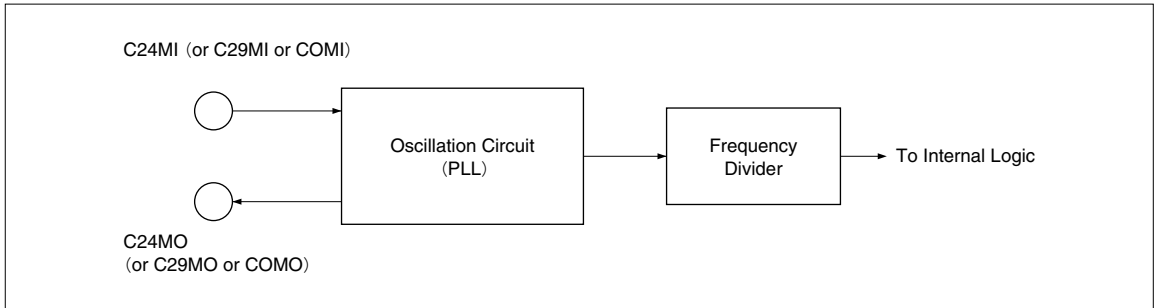 C24MI (or C29MI or COMI)
Oscillation Circuit
(PLL)
Frequency
Divider
To Internal Logic
C24MO
(or C29MO or COMO)